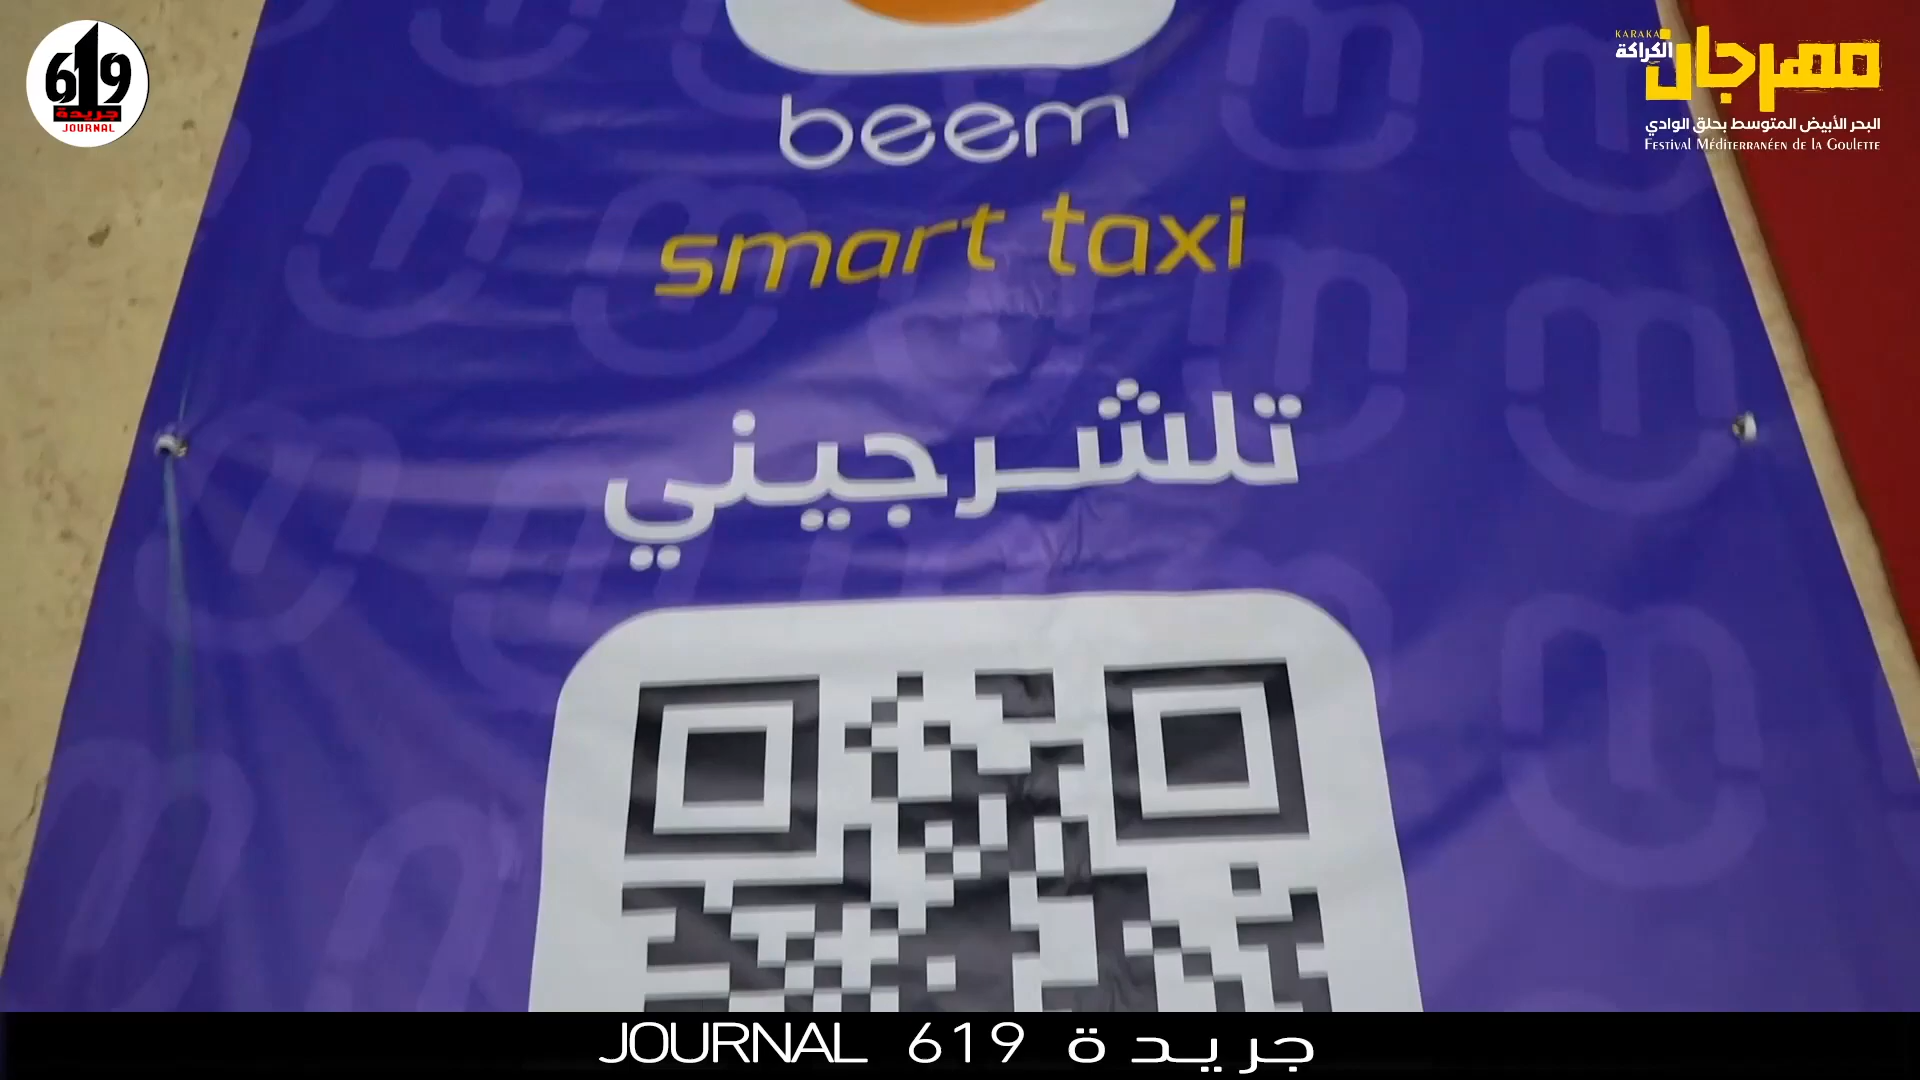 619
جريدة
JOURNAL
KARAKA
مهرجان الكراكة
البحر الأبيض المتوسط بحلق الوادي
Festival Méditerranéen de la Goulette
beem
smart taxi
تلشرجيني
JOURNAL 619 جريدة